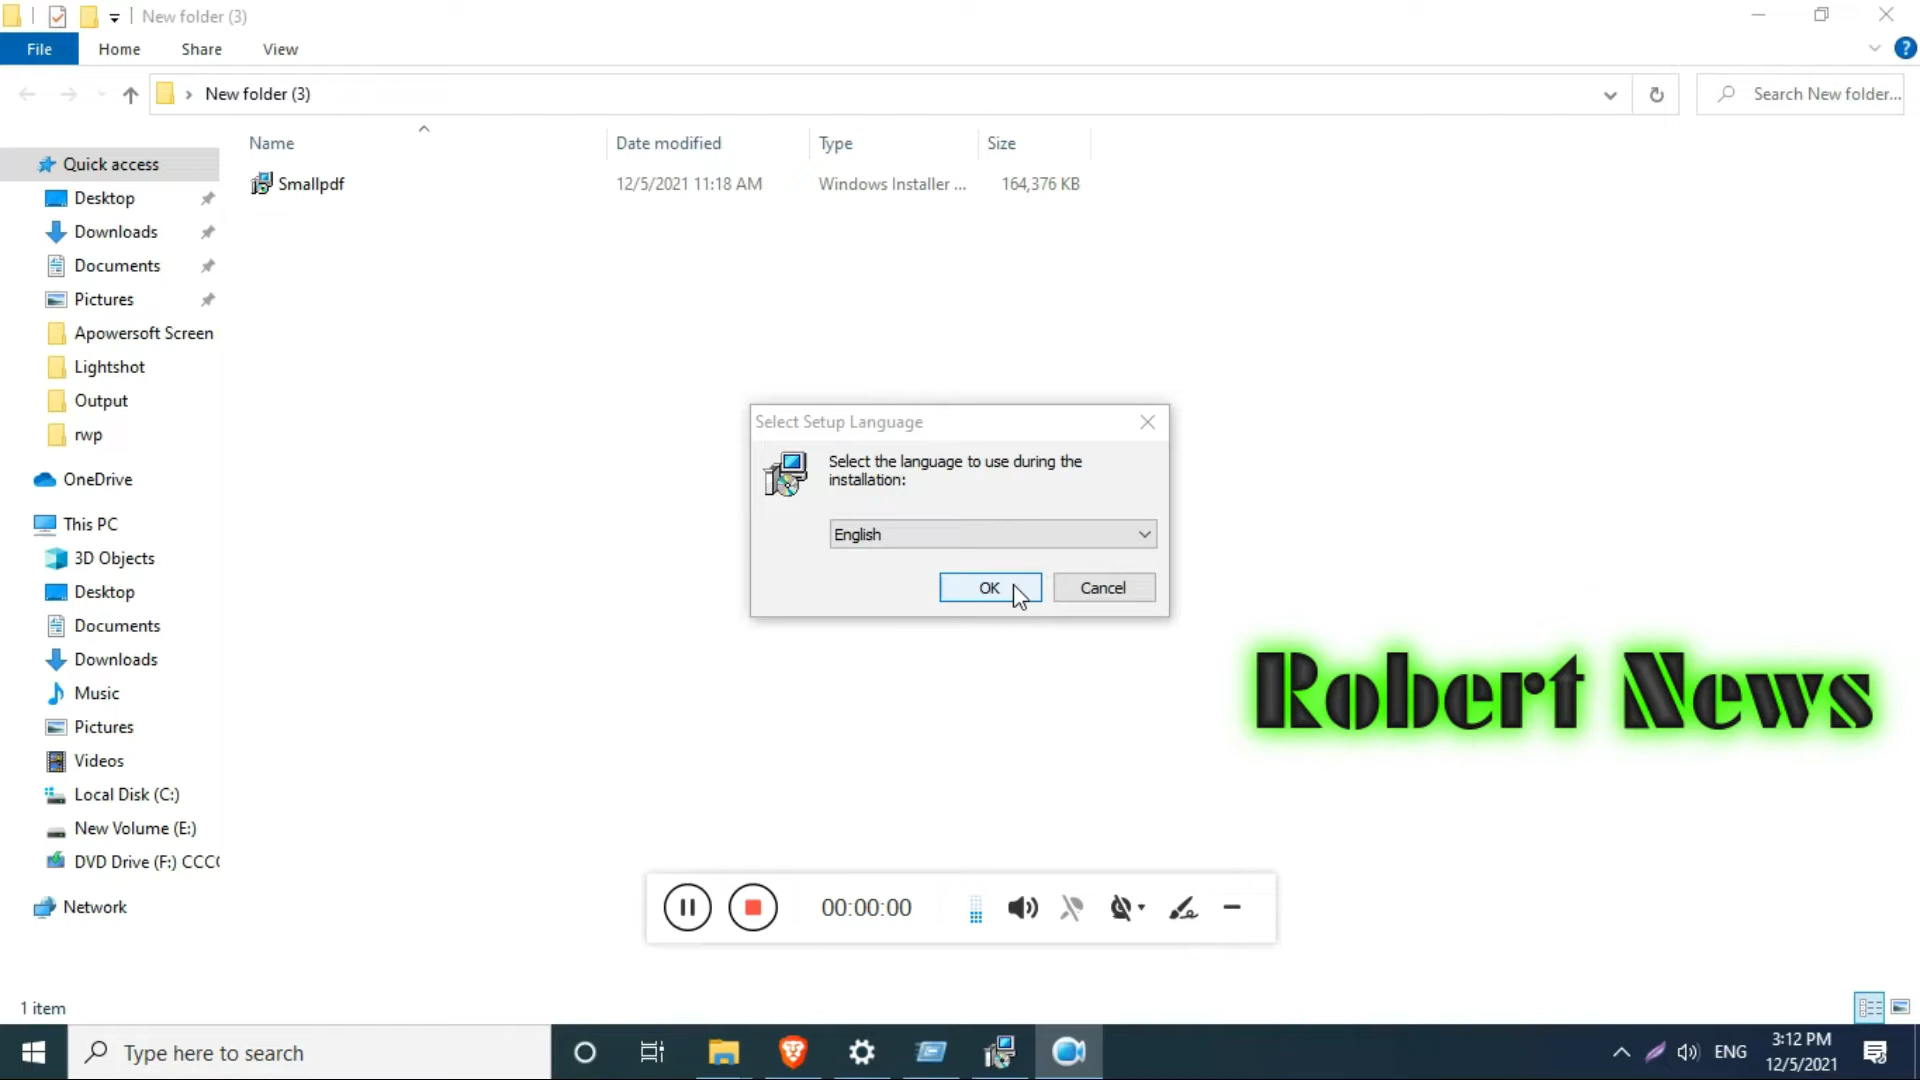 New folder (3)
File
Home
Share
View
New folder (3)
Search New folder...
Name
Date modified
Type
Size
Quick access
Smallpdf
12/5/2021 11:18 AM
Windows Installer ...
164,376 KB
Desktop
Downloads
Documents
Pictures
Apowersoft Screen
Lightshot
Output
rwp
OneDrive
This PC
3D Objects
Desktop
Documents
Downloads
Music
Pictures
Videos
Local Disk (C:)
New Volume (E:)
DVD Drive (F:) CCC
Network
Select Setup Language
Select the language to use during the
installation:
English
OK
Cancel
Robert News
00:00:00
1 item
Type here to search
ENG
3:12 PM
12/5/2021